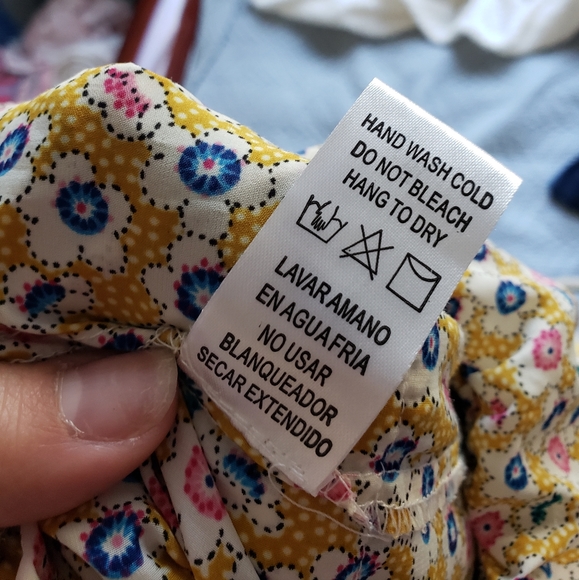 HAND WASH COLD
DO NOT BLEACH
HANG TO DRY
LAVAR A MANO
EN AGUA FRIA
NO USAR
BLANQUEADOR
SECAR EXTENDIDO